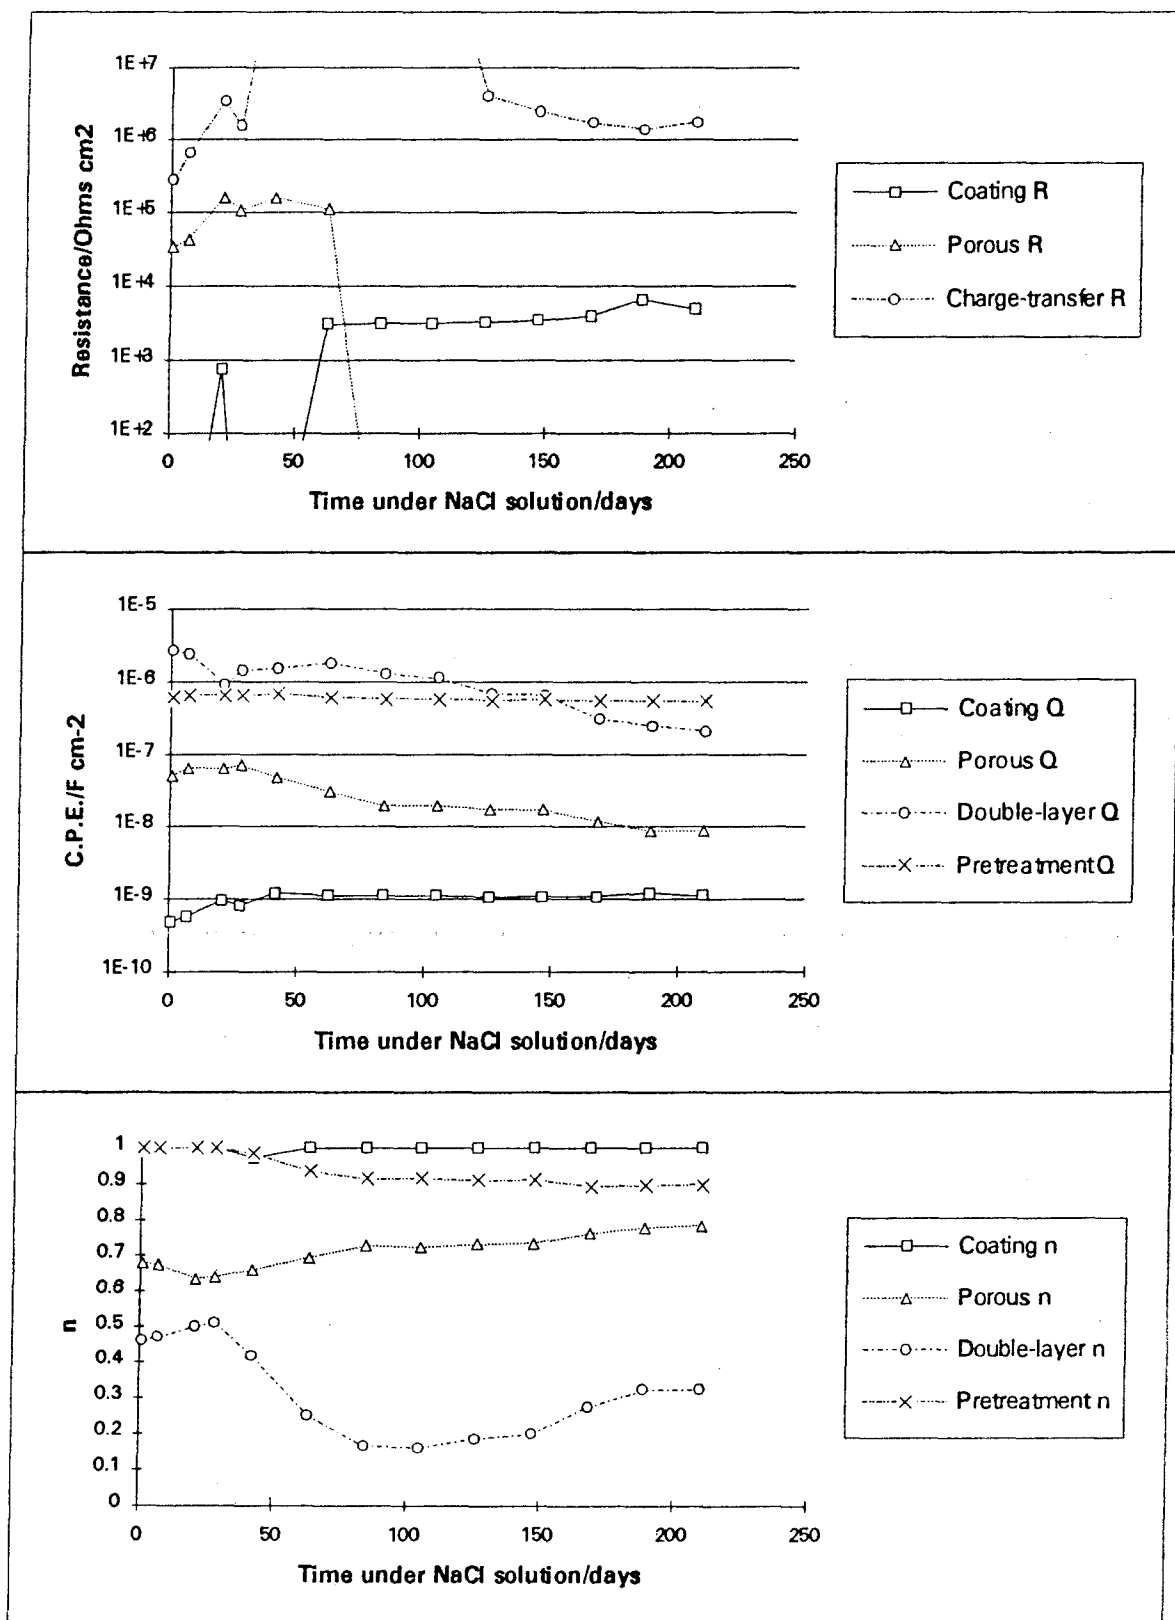 1E+7
1E+6
1E+5
1E+4
1E+3
1E+2
Resistance/Ohms cm2
0 50 100 150 200 250
Time under NaCl solution/days
Coating R
Porous R
Charge-transfer R
1E-5
1E-6
1E-7
1E-8
1E-9
1E-10
C.P.E./F cm-2
0 50 100 150 200 250
Time under NaCl solution/days
Coating Q
Porous Q
Double-layer Q
Pretreatment Q
1
0.9
0.8
0.7
0.6
0.5
0.4
0.3
0.2
0.1
0
n
0 50 100 150 200 250
Time under NaCl solution/days
Coating n
Porous n
Double-layer n
Pretreatment n